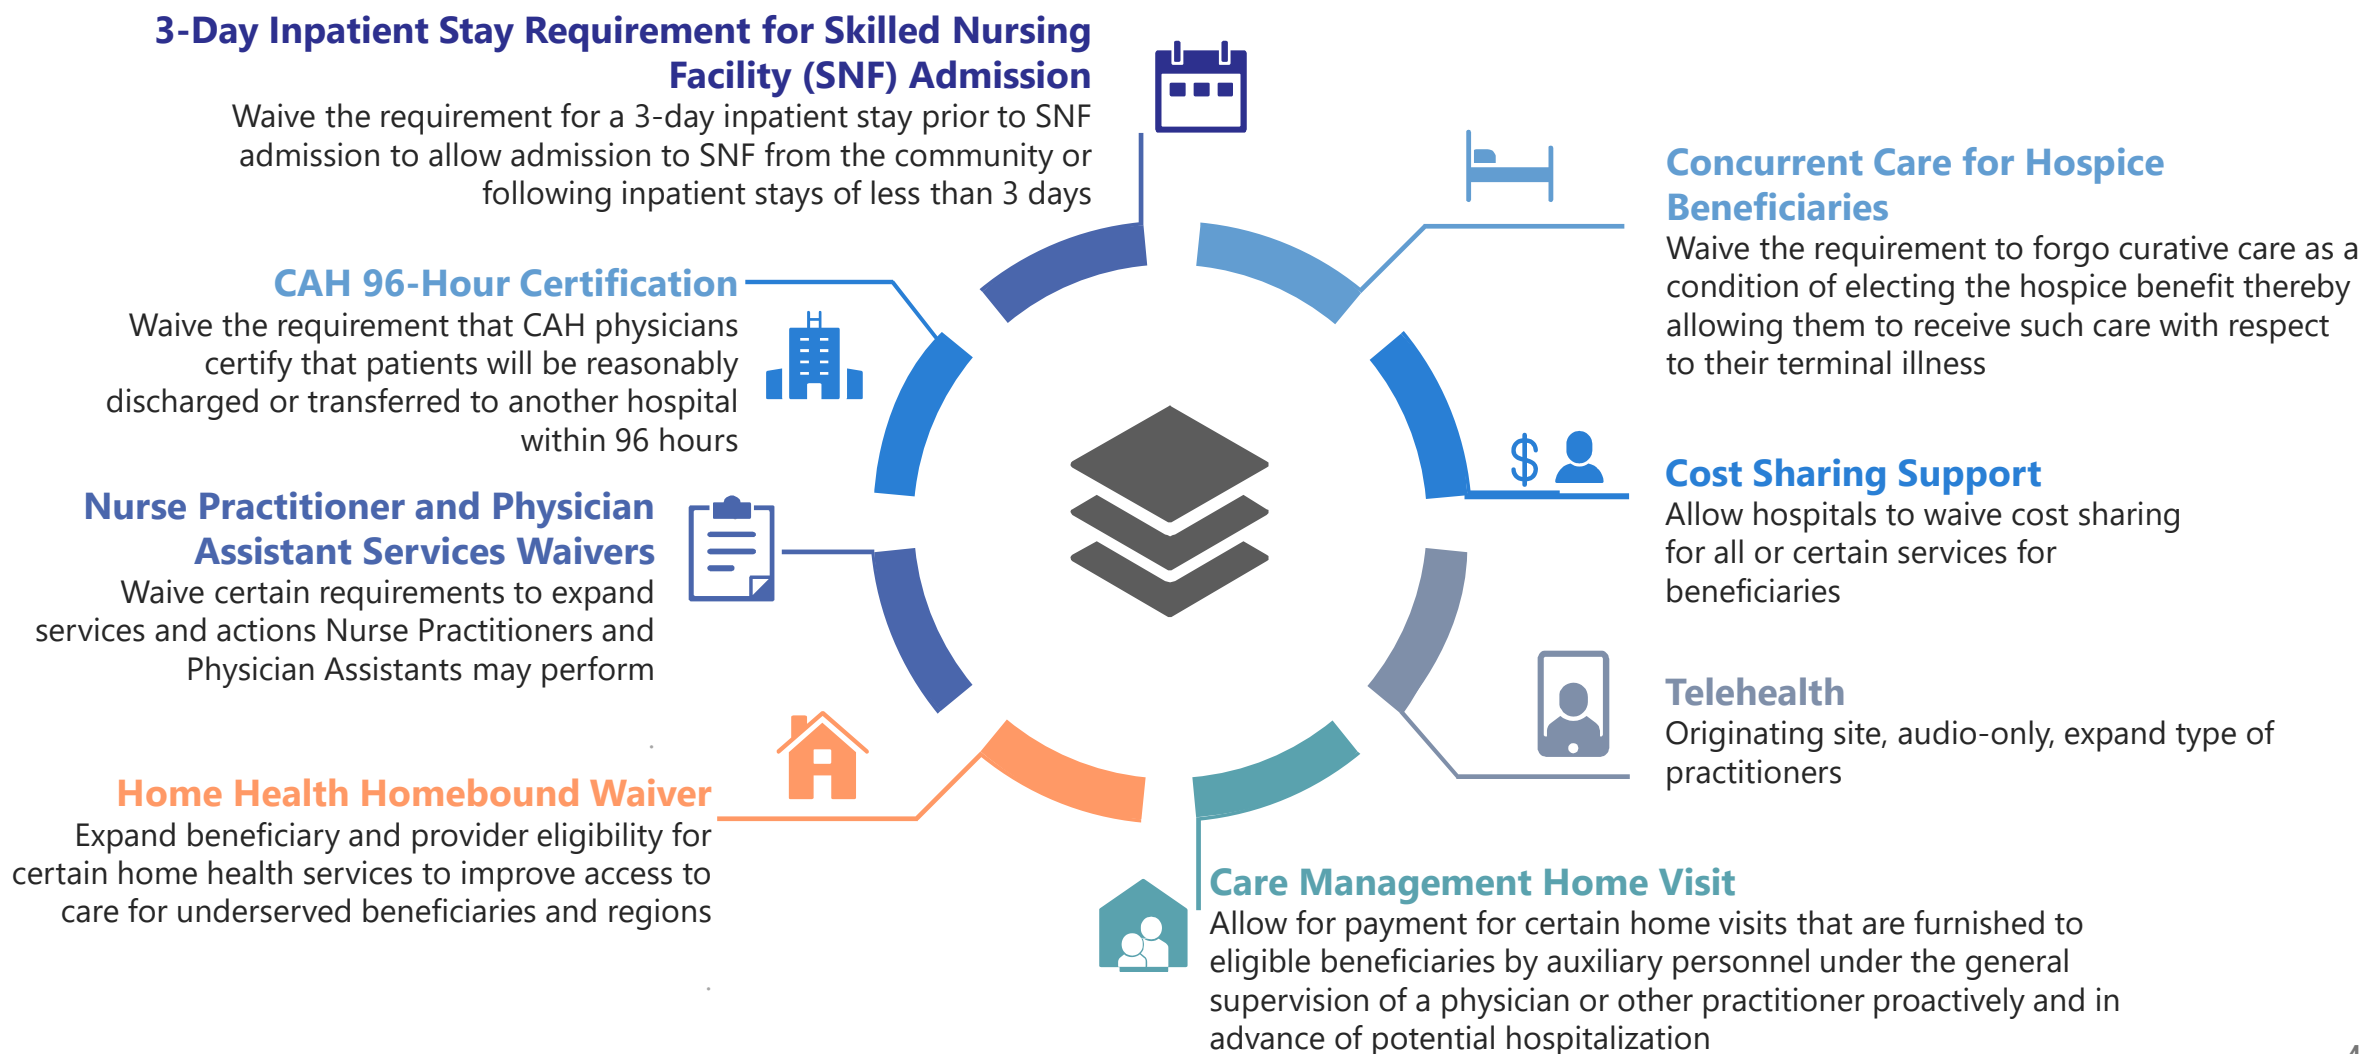 3-Day Inpatient Stay Requirement for Skilled Nursing
Facility (SNF) Admission
Waive the requirement for a 3-day inpatient stay prior to SNF
admission to allow admission to SNF from the community or
following inpatient stays of less than 3 days
CAH 96-Hour Certification
Waive the requirement that CAH physicians
certify that patients will be reasonably
discharged or transferred to another hospital
within 96 hours
Nurse Practitioner and Physician
Assistant Services Waivers
Waive certain requirements to expand
services and actions Nurse Practitioners and
Physician Assistants may perform
.
Home Health Homebound Waiver
Expand beneficiary and provider eligibility for
certain home health services to improve access to
care for underserved beneficiaries and regions
.
Concurrent Care for Hospice
Beneficiaries
Waive the requirement to forgo curative care as a
condition of electing the hospice benefit thereby
allowing them to receive such care with respect
to their terminal illness
$
Cost Sharing Support
Allow hospitals to waive cost sharing
for all or certain services for
beneficiaries
Telehealth
Originating site, audio-only, expand type of
practitioners
Care Management Home Visit
Allow for payment for certain home visits that are furnished to
eligible beneficiaries by auxiliary personnel under the general
supervision of a physician or other practitioner proactively and in
advance of potential hospitalization
4